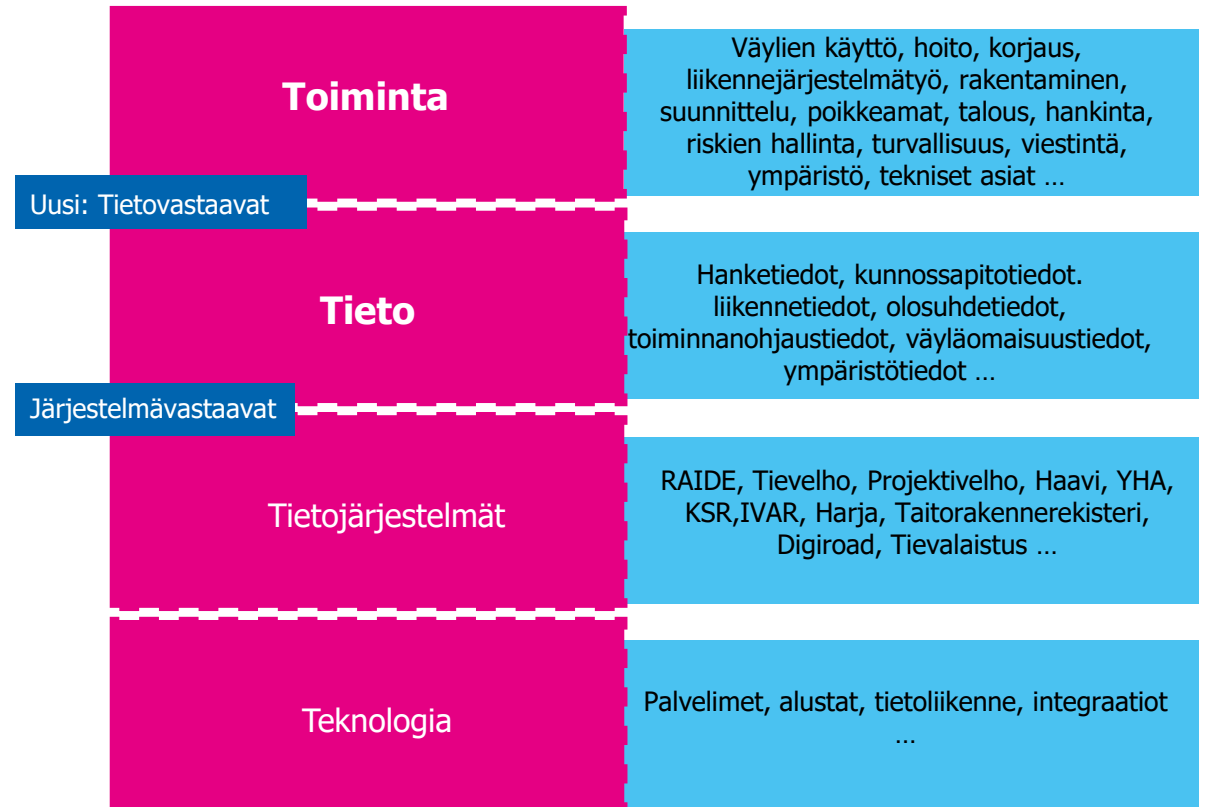 Toiminta
Väylien käyttö, hoito, korjaus,
liikennejärjestelmätyö, rakentaminen,
suunnittelu, poikkeamat, talous, hankinta,
riskien hallinta, turvallisuus, viestintä,
ympäristö, tekniset asiat …
Uusi: Tietovastaavat
Tieto
Hanketiedot, kunnossapitotiedot.
liikennetiedot, olosuhdetiedot,
toiminnanohjaustiedot, väyläomaisuustiedot,
ympäristötiedot …
Järjestelmävastaavat
Tietojärjestelmät
RAIDE, Tievelho, Projektivelho, Haavi, YHA,
KSR,IVAR, Harja, Taitorakennerekisteri,
Digiroad, Tievalaistus …
Teknologia
Palvelimet, alustat, tietoliikenne, integraatiot
…